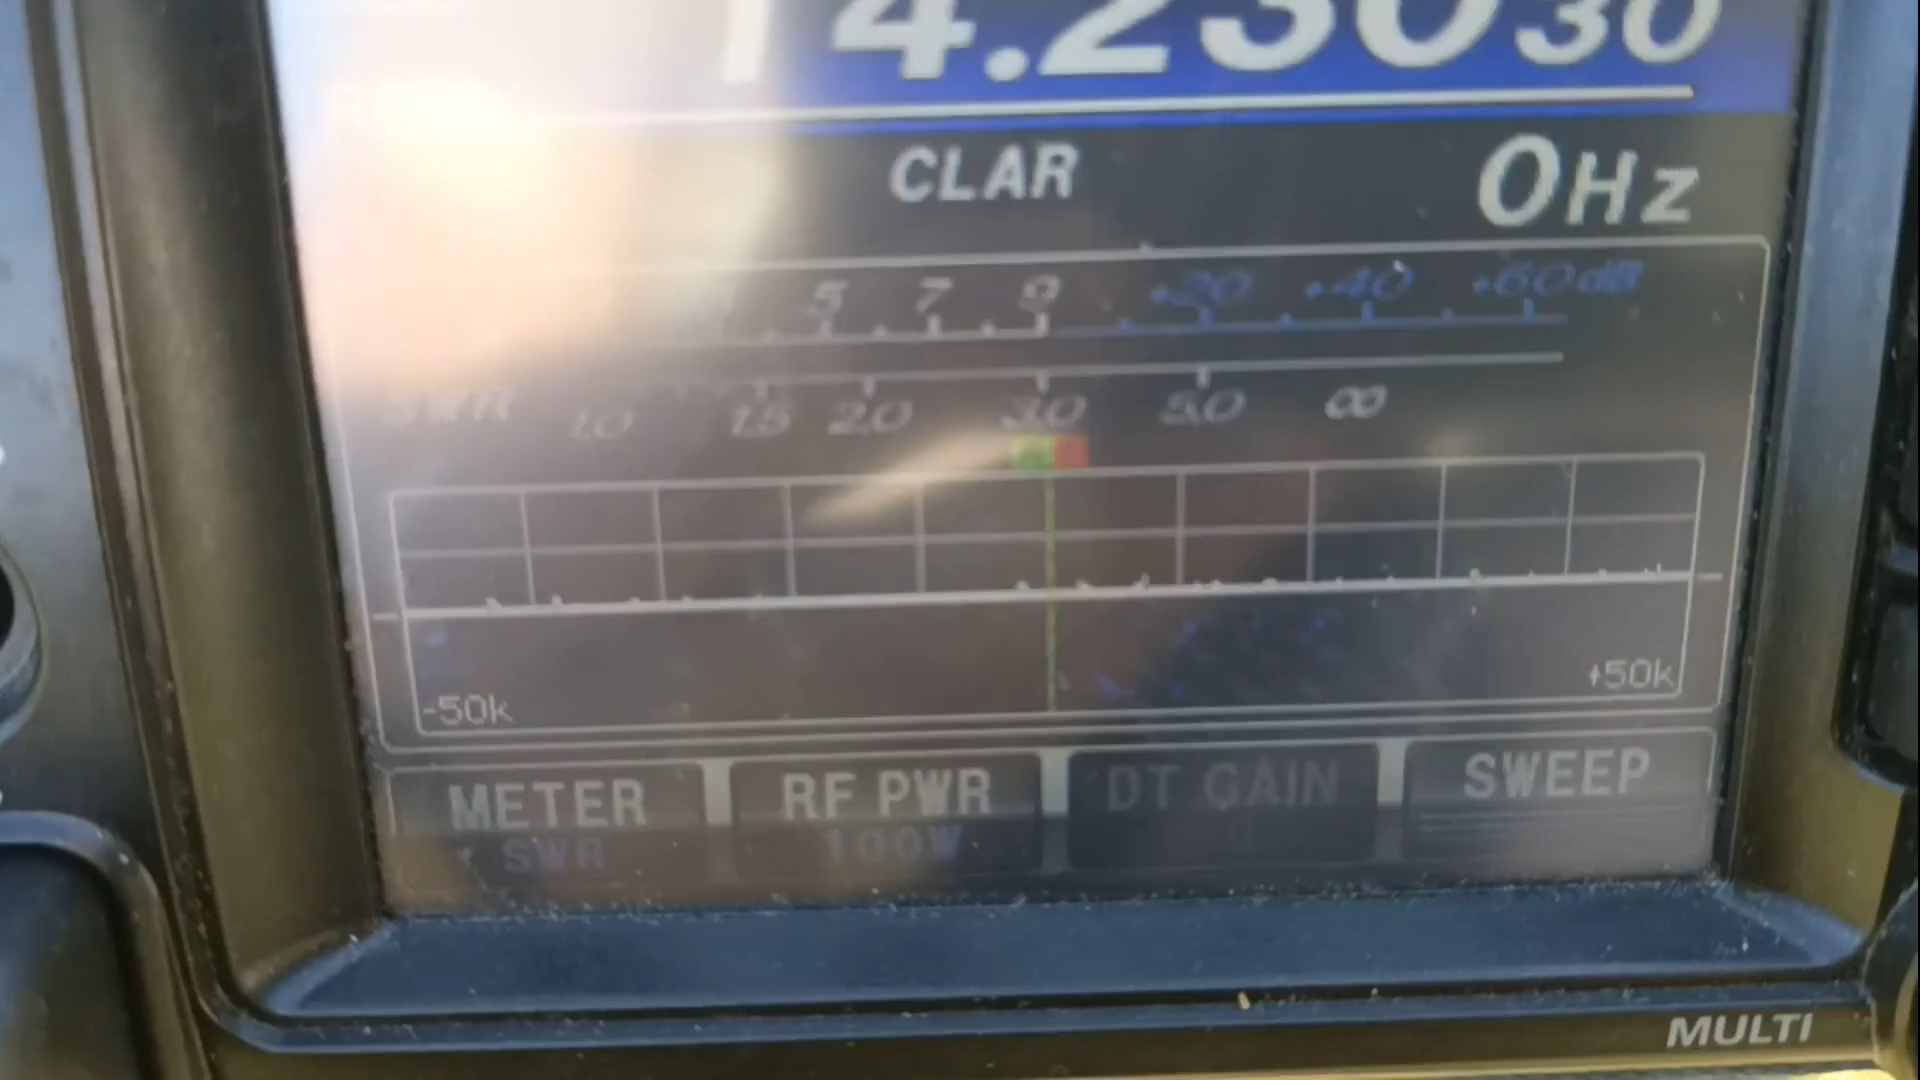 14.23030
CLAR 0Hz
5 7 9 +20 +40 +60dB
SWR 1.0 1.5 2.0 3.0 5.0 ∞
-50k +50k
METER RF PWR DT GAIN SWEEP
SWR 100W
MULTI